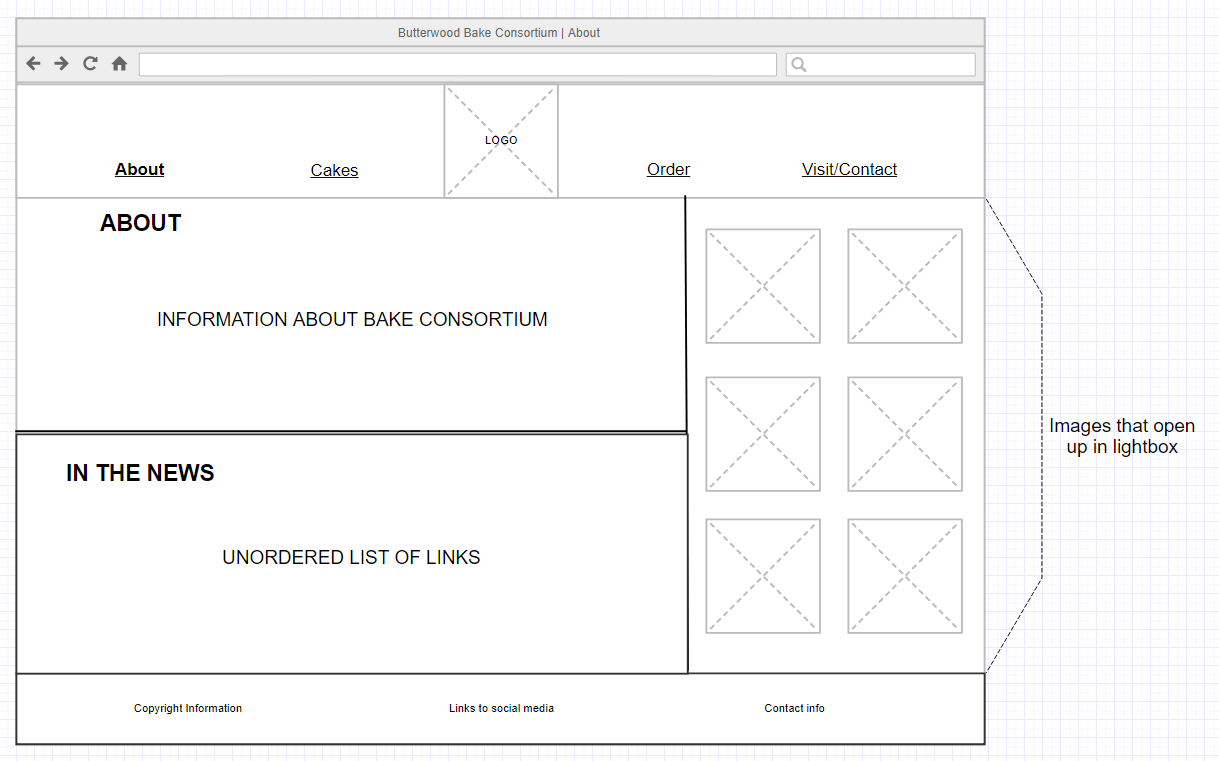 Butterwood Bake Consortium | About
LOGO
About
Cakes
Order
Visit/Contact
ABOUT
INFORMATION ABOUT BAKE CONSORTIUM
IN THE NEWS
UNORDERED LIST OF LINKS
Images that open
up in lightbox
Copyright Information
Links to social media
Contact info